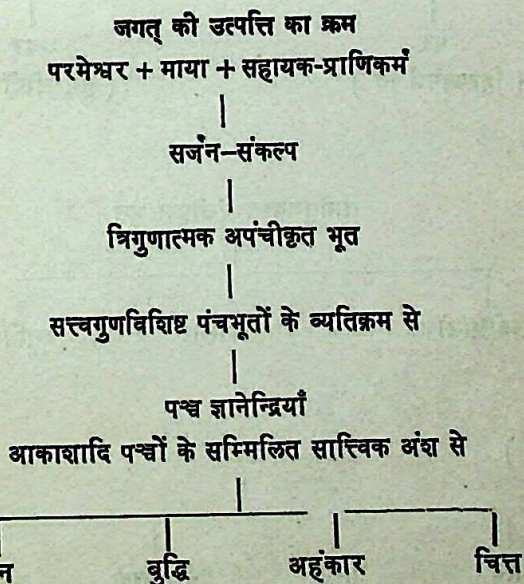 जगत् की उत्पत्ति का क्रम
परमेश्वर + माया + सहायक-प्राणिकर्म
सर्जन-संकल्प
त्रिगुणात्मक अपंचीकृत भूत
सत्त्वगुणविशिष्ट पंचभूतों के व्यतिक्रम से
पञ्च ज्ञानेन्द्रियाँ
आकाशादि पञ्चों के सम्मिलित सात्त्विक अंश से
न बुद्धि अहंकार चित्त